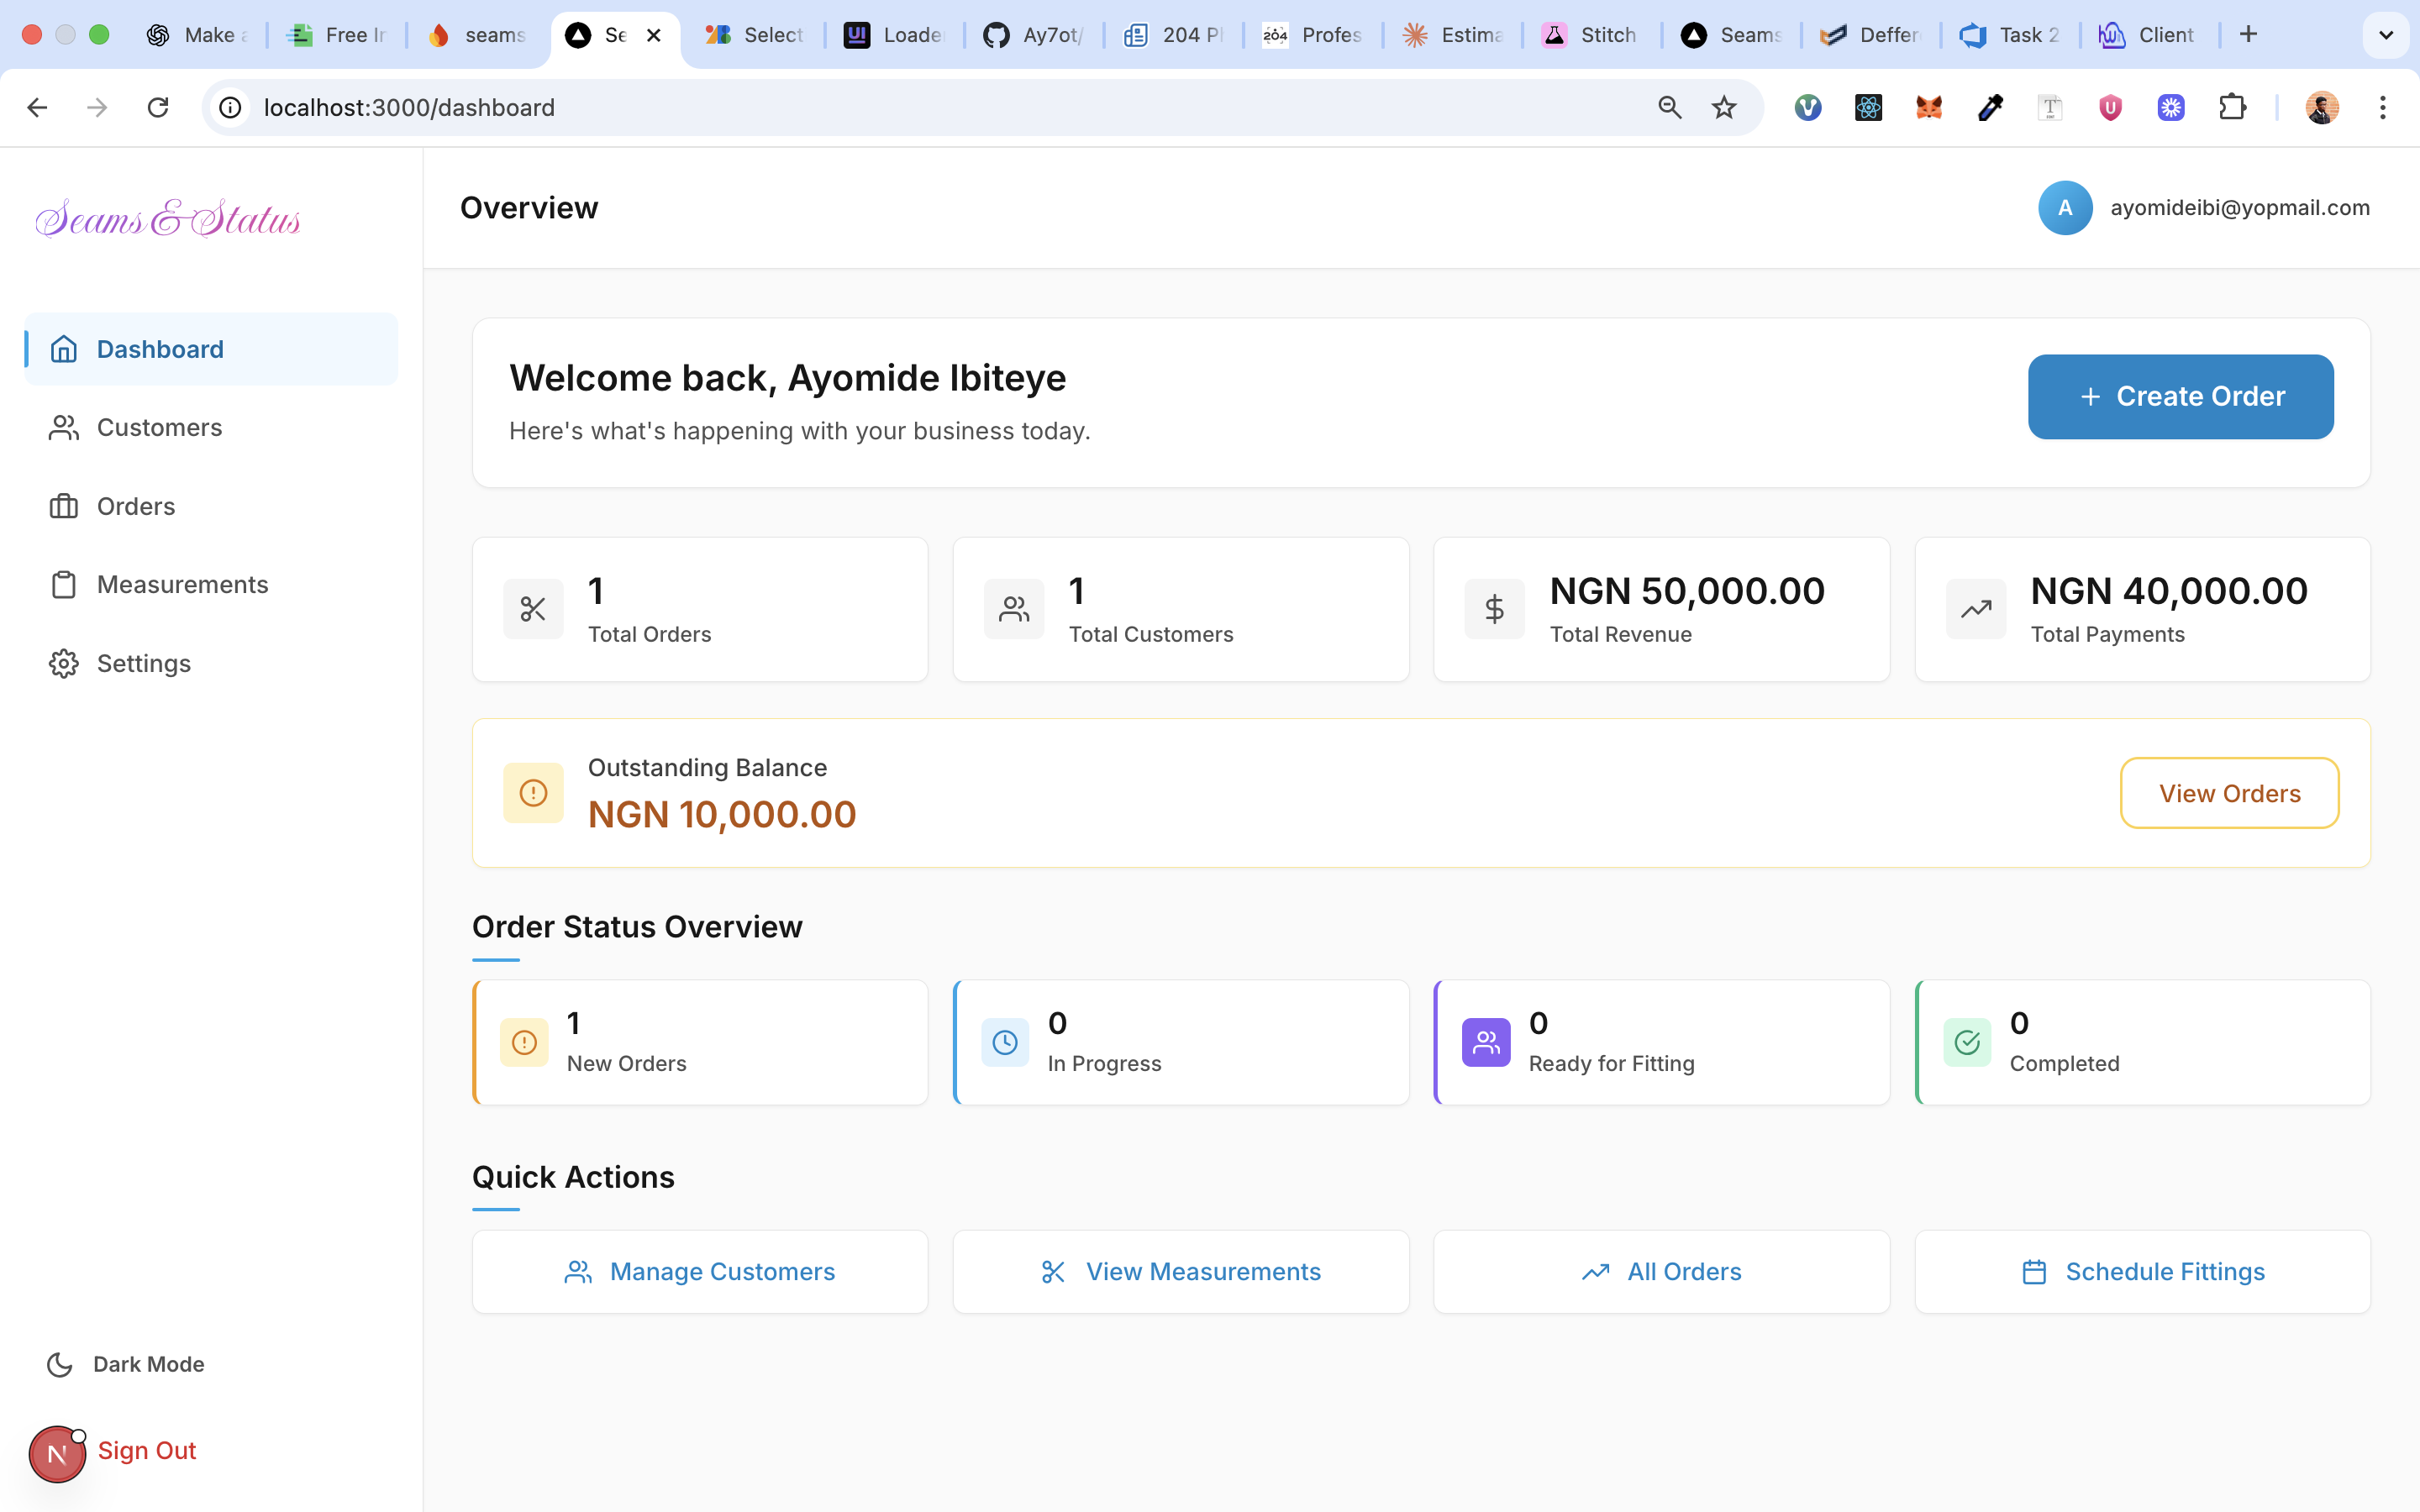 Make a
Free In
seams
Se
Select
Loader
Ay7ot/
204 Pl
204
Profes
Estima
Stitch
Seams
Deffer
Task 2
Client
localhost:3000/dashboard
Seams & Status
Overview
A
ayomideibi@yopmail.com
Dashboard
Customers
Orders
Measurements
Settings
Welcome back, Ayomide Ibiteye
Here's what's happening with your business today.
+ Create Order
1
Total Orders
1
Total Customers
NGN 50,000.00
Total Revenue
NGN 40,000.00
Total Payments
Outstanding Balance
NGN 10,000.00
View Orders
Order Status Overview
1
New Orders
0
In Progress
0
Ready for Fitting
0
Completed
Quick Actions
Manage Customers
View Measurements
All Orders
Schedule Fittings
Dark Mode
N
Sign Out